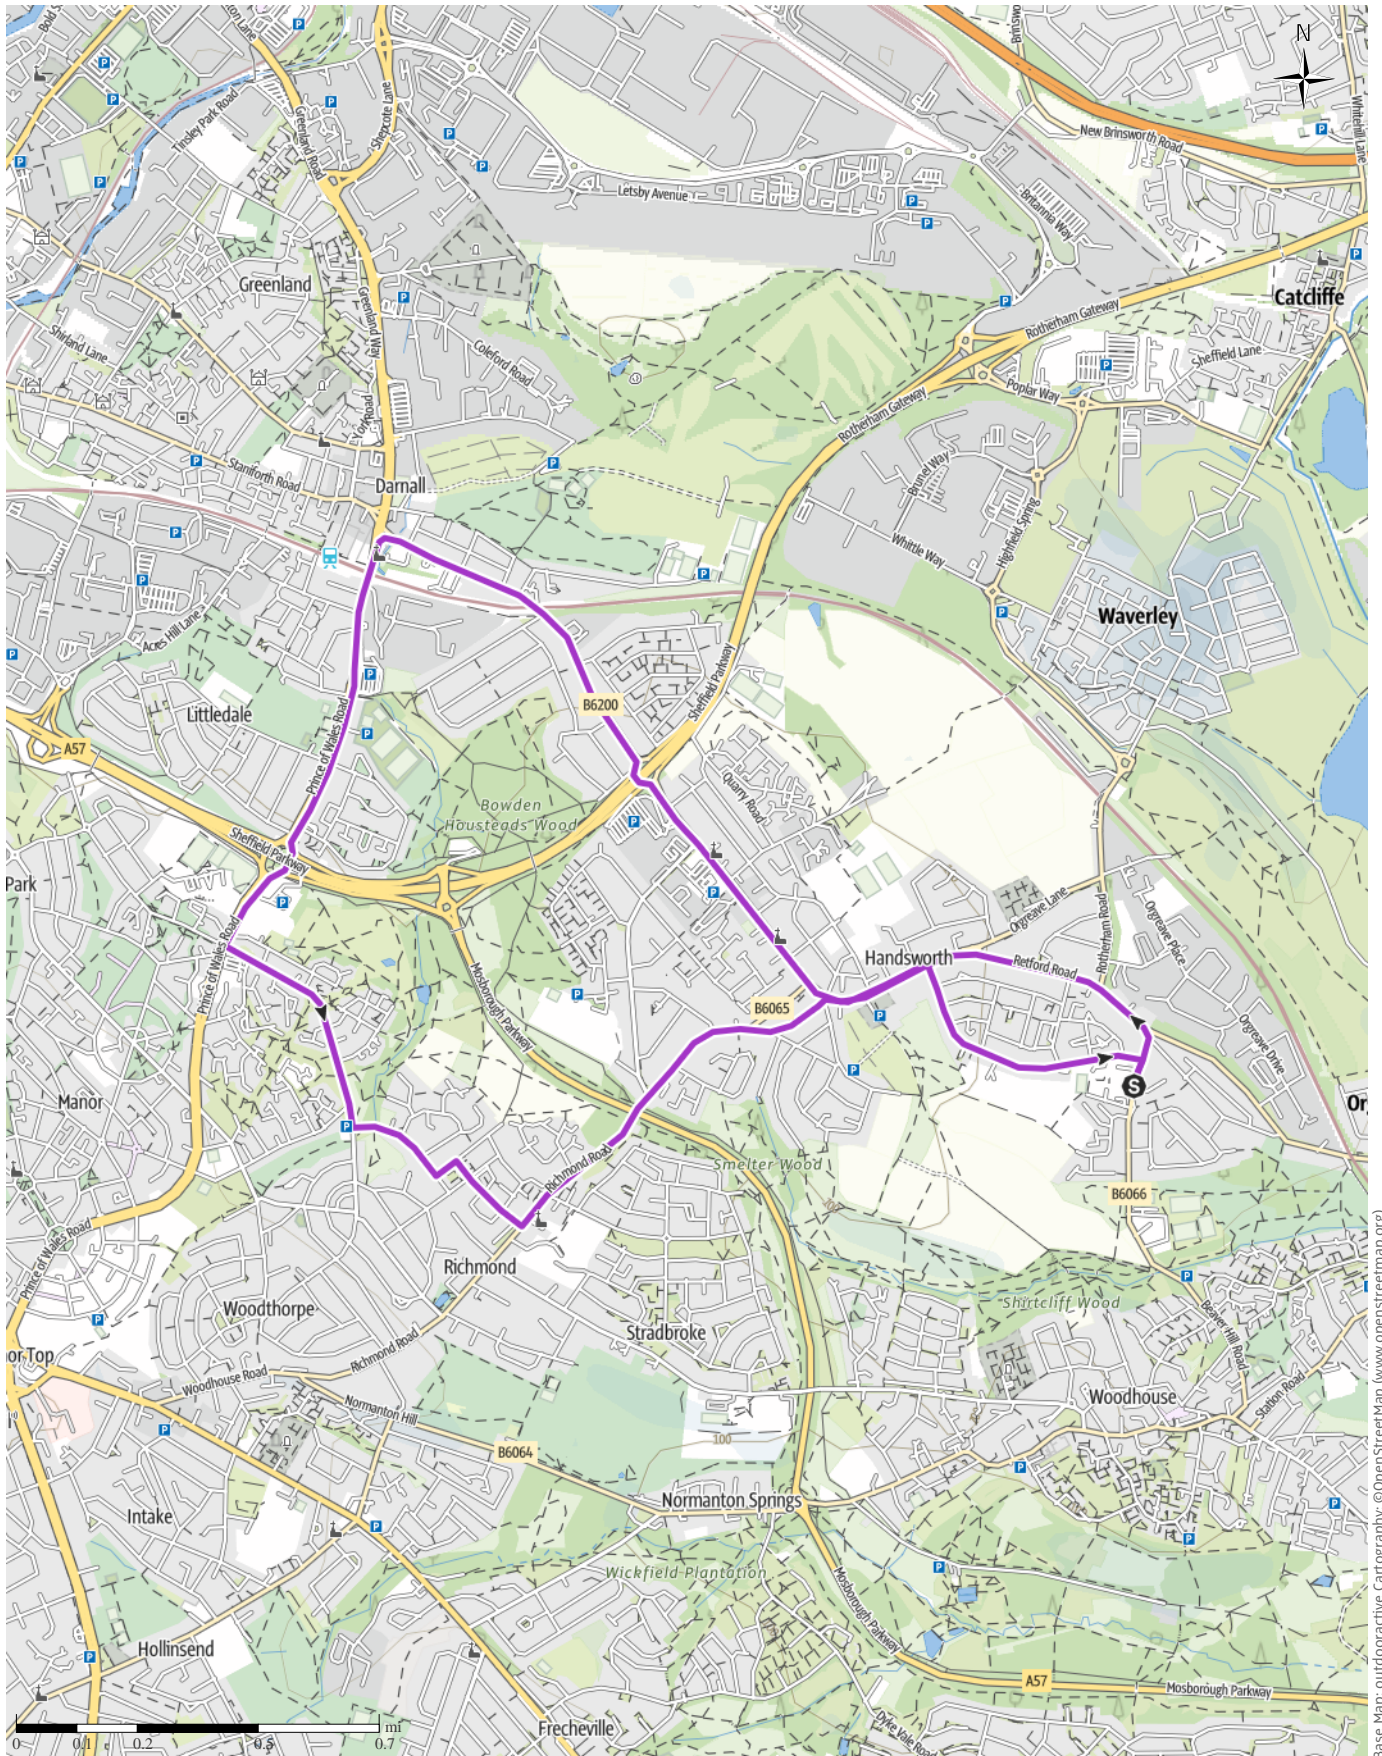 N
Tinsley Park Road
Greenland Road
Shepcote Lane
New Brinsworth Road
Whitehill Lane
Letsby Avenue
Britannia Way
Greenland
Greenland Way
Catcliffe
Rotherham Gateway
Shirland Lane
Coleford Road
Sheffield Lane
Poplar Way
York Road
Rotherham Gateway
Staniforth Road
Darnall
Brunel Way
Highfield Spring
Whittle Way
Acres Hill Lane
Waverley
Sheffield Parkway
B6200
Littledale
Prince of Wales Road
A57
Quarry Road
Bowden
Housteads Wood
Sheffield Parkway
Park
Orgreave Lane
Rotherham Road
Orgreave Place
Prince of Wales Road
Handsworth
Retford Road
Mosborough Parkway
B6065
Orgreave Drive
S
Manor
Or
Richmond Road
Smelter Wood
B6066
Prince of Wales Road
Richmond
Shirtcliff Wood
Woodthorpe
Stradbroke
Beaver Hill Road
or Top
Richmond Road
Woodhouse Road
Woodhouse
Station Road
Normanton Hill
100
B6064
Normanton Springs
Intake
Wickfield Plantation
Mosborough Parkway
Hollinsend
A57
Mosborough Parkway
Dyke Vale Road
Frecheville
mi
0 0.1 0.2 0.5 0.7
ase Map: outdooractive Cartography: ©OpenStreetMap (www.openstreetmap.org)